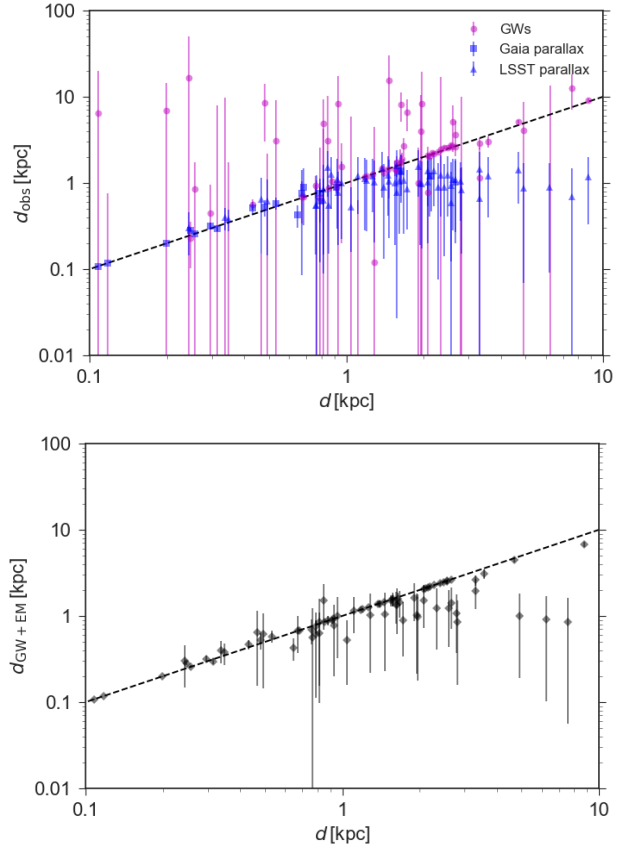 100
10
1
0.1
0.01
d_obs [kpc]
GWs
Gaia parallax
LSST parallax
0.1 1 10
d [kpc]
100
10
1
0.1
0.01
d_GW + EM [kpc]
0.1 1 10
d [kpc]